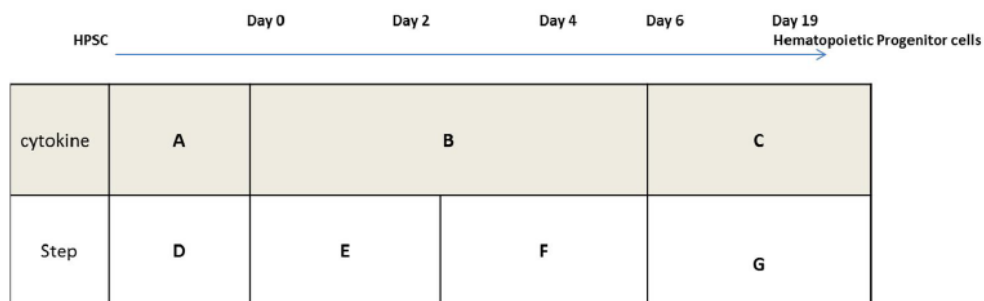 Day 0 Day 2 Day 4 Day 6 Day 19
HPSC Hematopoietic Progenitor cells
cytokine A B C
Step D E F G